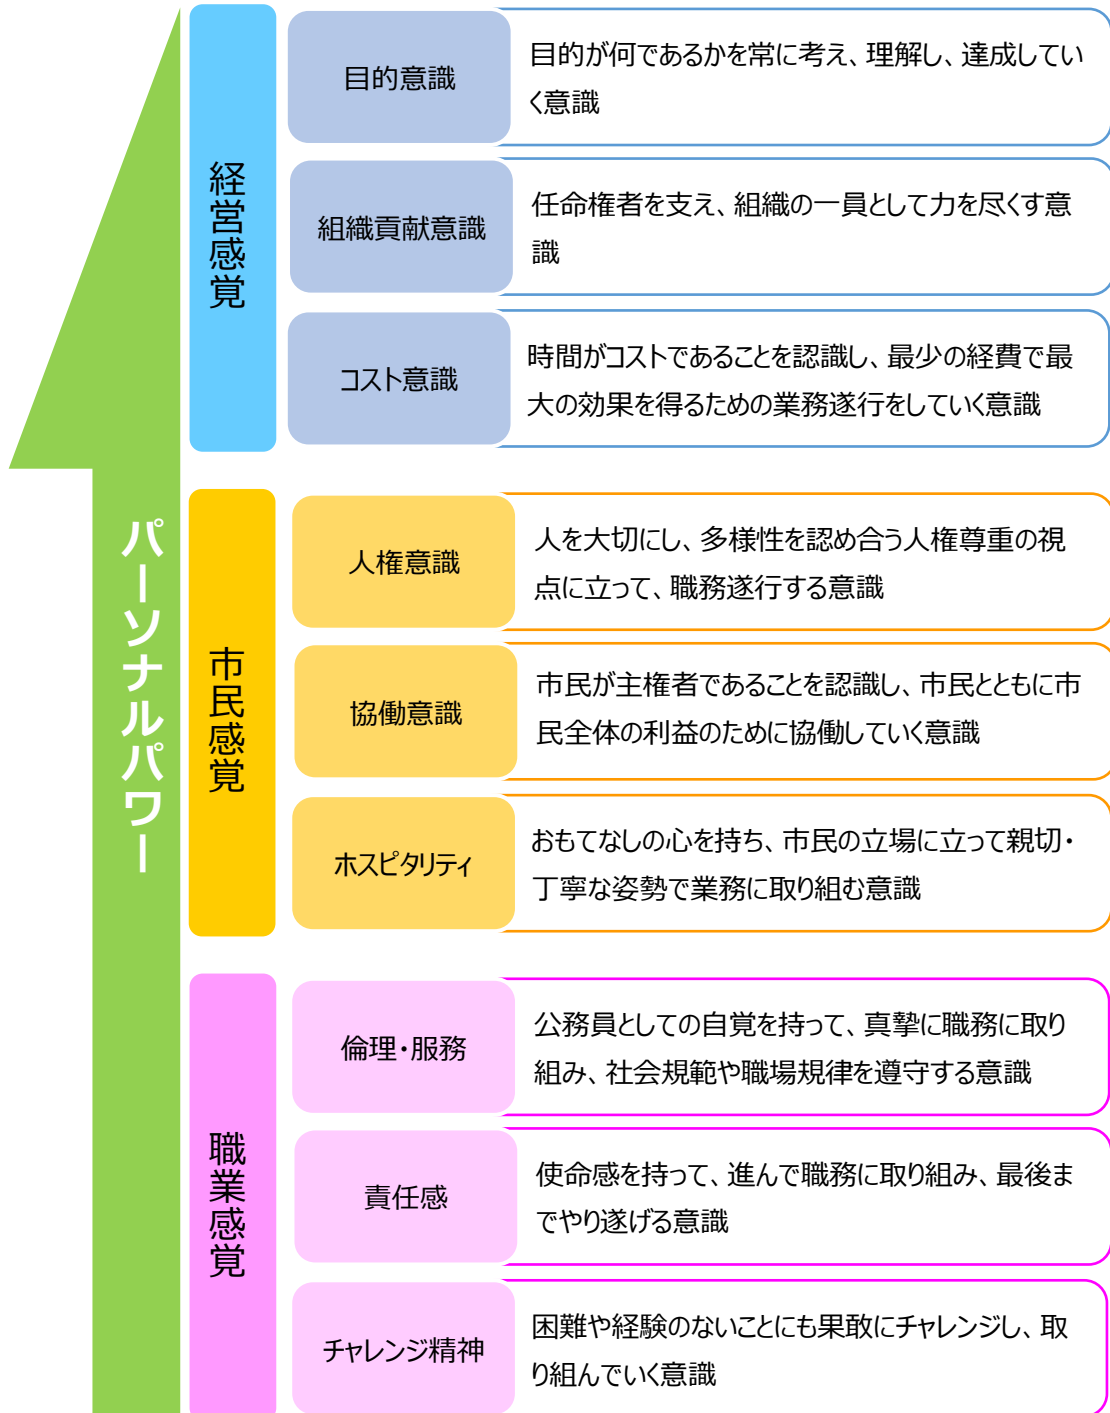 パーソナルパワー
経営感覚
目的意識
目的が何であるかを常に考え、理解し、達成してい
く意識
組織貢献意識
任命権者を支え、組織の一員として力を尽くす意
識
コスト意識
時間がコストであることを認識し、最少の経費で最
大の効果を得るための業務遂行をしていく意識
市民感覚
人権意識
人を大切にし、多様性を認め合う人権尊重の視
点に立って、職務遂行する意識
協働意識
市民が主権者であることを認識し、市民とともに市
民全体の利益のために協働していく意識
ホスピタリティ
おもてなしの心を持ち、市民の立場に立って親切・
丁寧な姿勢で業務に取り組む意識
職業感覚
倫理・服務
公務員としての自覚を持って、真摯に職務に取り
組み、社会規範や職場規律を遵守する意識
責任感
使命感を持って、進んで職務に取り組み、最後ま
でやり遂げる意識
チャレンジ精神
困難や経験のないことにも果敢にチャレンジし、取
り組んでいく意識